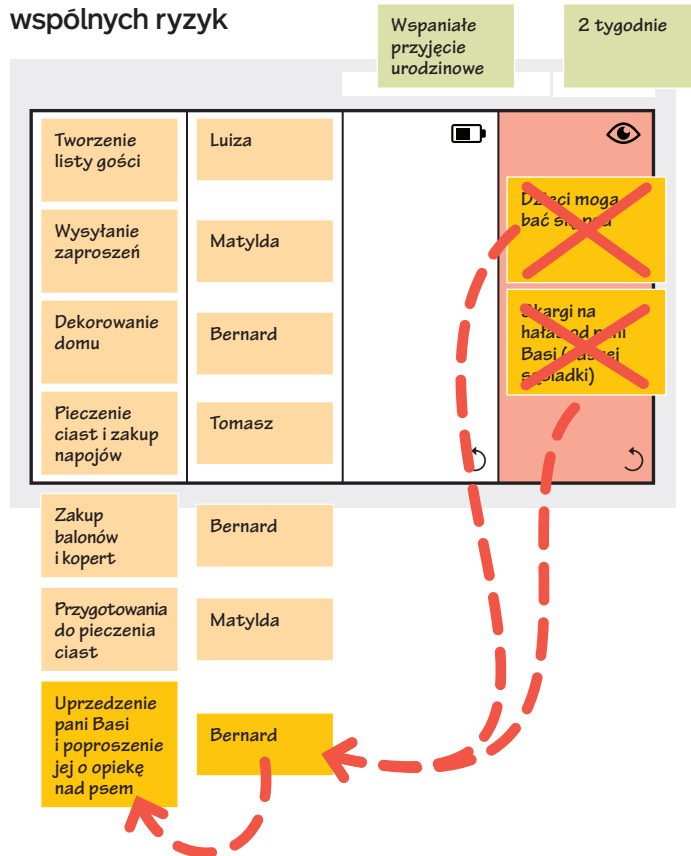 wspólnych ryzyk
Wspaniałe
przyjęcie
urodzinowe
2 tygodnie
Tworzenie
listy gości
Luiza
Dzieci mogą
bać się psa
Wysyłanie
zaproszeń
Matylda
Skargi na
hałas od pani
Basi (naszej
sąsiadki)
Dekorowanie
domu
Bernard
Pieczenie
ciast i zakup
napojów
Tomasz
Zakup
balonów
i kopert
Bernard
Przygotowania
do pieczenia
ciast
Matylda
Uprzedzenie
pani Basi
i poproszenie
jej o opiekę
nad psem
Bernard